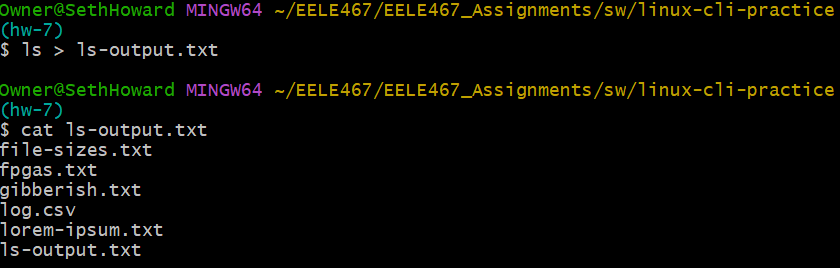 Owner@SethHoward MINGW64 ~/EELE467/EELE467_Assignments/sw/linux-cli-practice
(hw-7)
$ ls > ls-output.txt
Owner@SethHoward MINGW64 ~/EELE467/EELE467_Assignments/sw/linux-cli-practice
(hw-7)
$ cat ls-output.txt
file-sizes.txt
fpgas.txt
gibberish.txt
log.csv
lorem-ipsum.txt
ls-output.txt